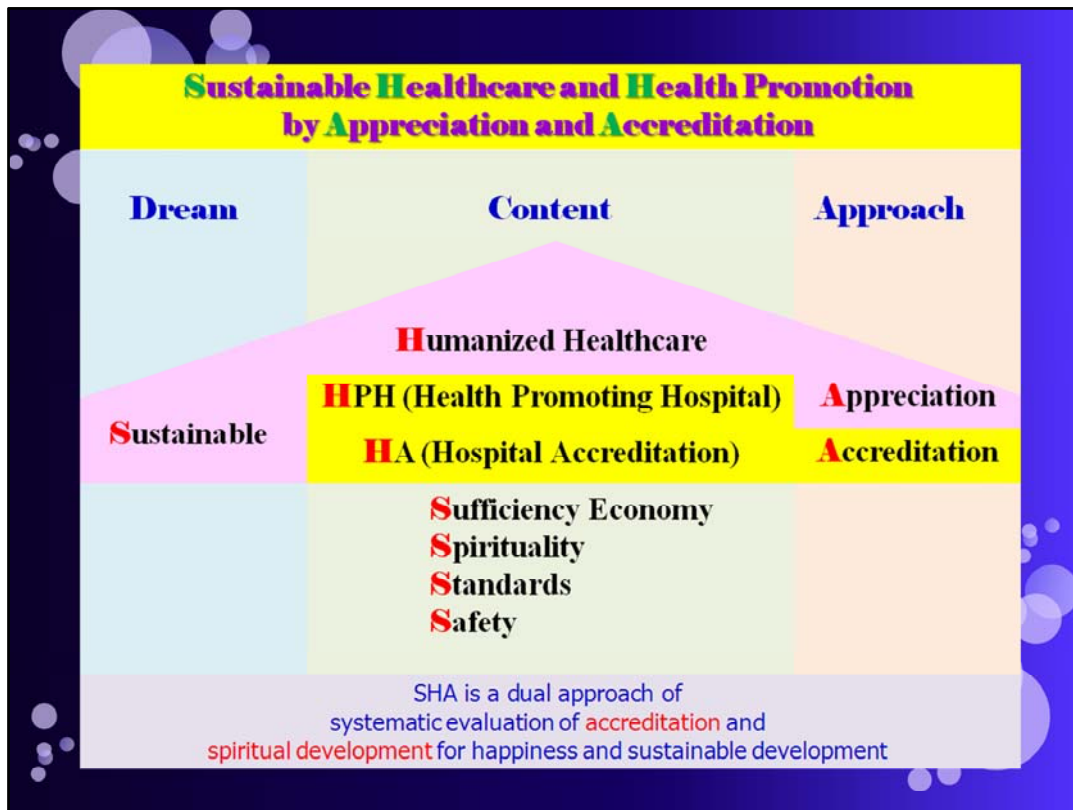 Sustainable Healthcare and Health Promotion
by Appreciation and Accreditation
Dream
Content
Approach
Humanized Healthcare
HPH (Health Promoting Hospital)
Appreciation
Sustainable
HA (Hospital Accreditation)
Accreditation
Sufficiency Economy
Spirituality
Standards
Safety
SHA is a dual approach of
systematic evaluation of accreditation and
spiritual development for happiness and sustainable development